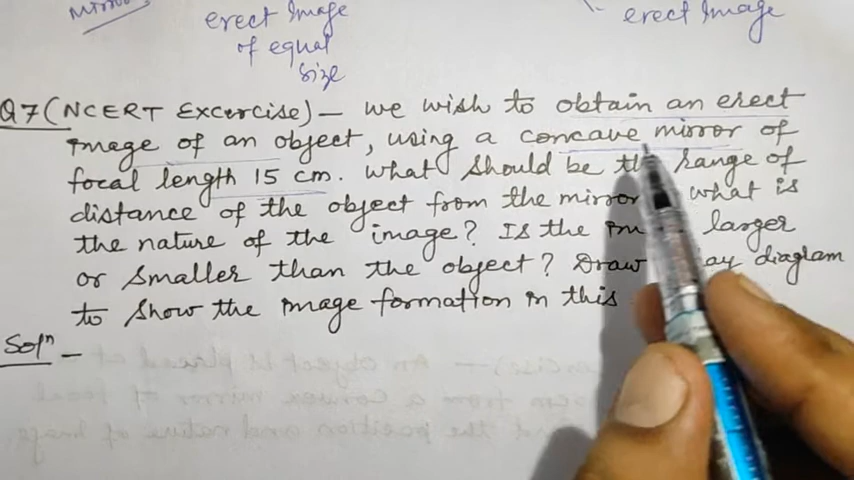 Mirror
erect Image
of equal
size
erect Image
Q7 (NCERT Excercise) - we wish to obtain an erect
Image of an object, using a concave mirror of
focal length 15 cm. what should be the range of
distance of the object from the mirror what is
the nature of the image? Is the larger
or smaller than the object? Draw diagram
to show the image formation in this
Solⁿ -